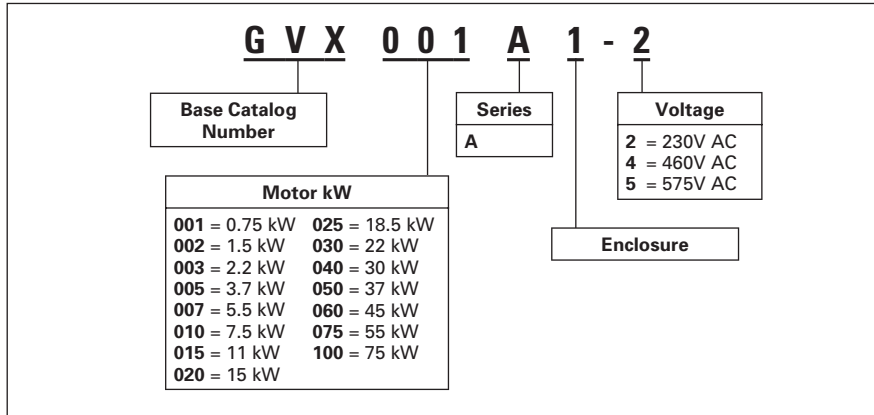 GVX 001 A 1 - 2
Base Catalog
Number
Series
A
Voltage
2 = 230V AC
4 = 460V AC
5 = 575V AC
Motor kW
001 = 0.75 kW 025 = 18.5 kW
002 = 1.5 kW 030 = 22 kW
003 = 2.2 kW 040 = 30 kW
005 = 3.7 kW 050 = 37 kW
007 = 5.5 kW 060 = 45 kW
010 = 7.5 kW 075 = 55 kW
015 = 11 kW 100 = 75 kW
020 = 15 kW
Enclosure